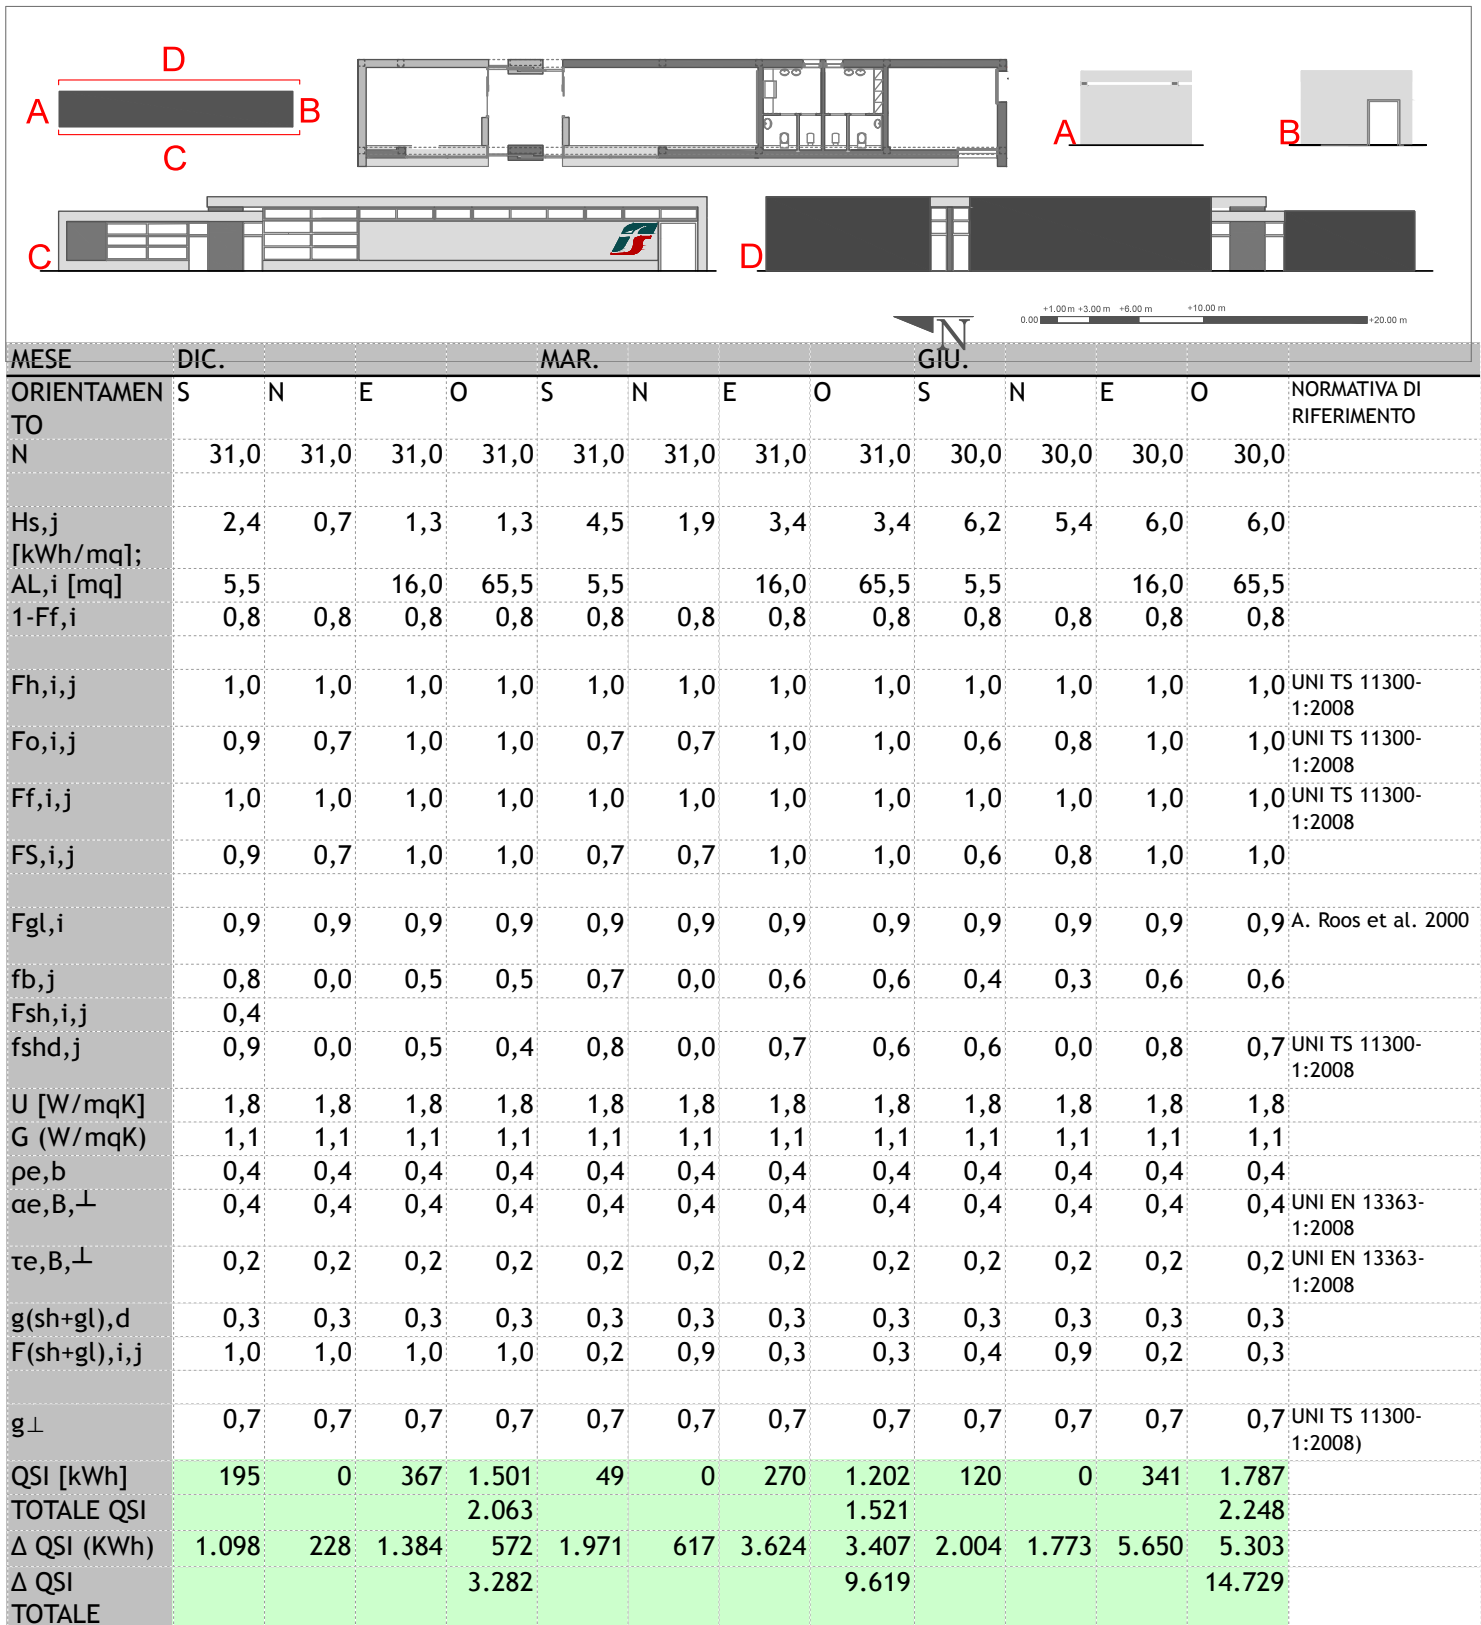 D
A B
C
A
B
C
D
N
0.00 +1.00 m +3.00 m +6.00 m +10.00 m +20.00 m
MESE DIC. MAR. GIU.
ORIENTAMEN S N E O S N E O S N E O NORMATIVA DI
TO RIFERIMENTO
N 31,0 31,0 31,0 31,0 31,0 31,0 31,0 31,0 30,0 30,0 30,0 30,0
Hs,j 2,4 0,7 1,3 1,3 4,5 1,9 3,4 3,4 6,2 5,4 6,0 6,0
[kWh/mq];
AL,i [mq] 5,5 16,0 65,5 5,5 16,0 65,5 5,5 16,0 65,5
1-Ff,i 0,8 0,8 0,8 0,8 0,8 0,8 0,8 0,8 0,8 0,8 0,8 0,8
Fh,i,j 1,0 1,0 1,0 1,0 1,0 1,0 1,0 1,0 1,0 1,0 1,0 1,0 UNI TS 11300-
1:2008
Fo,i,j 0,9 0,7 1,0 1,0 0,7 0,7 1,0 1,0 0,6 0,8 1,0 1,0 UNI TS 11300-
1:2008
Ff,i,j 1,0 1,0 1,0 1,0 1,0 1,0 1,0 1,0 1,0 1,0 1,0 1,0 UNI TS 11300-
1:2008
FS,i,j 0,9 0,7 1,0 1,0 0,7 0,7 1,0 1,0 0,6 0,8 1,0 1,0
Fgl,i 0,9 0,9 0,9 0,9 0,9 0,9 0,9 0,9 0,9 0,9 0,9 0,9 A. Roos et al. 2000
fb,j 0,8 0,0 0,5 0,5 0,7 0,0 0,6 0,6 0,4 0,3 0,6 0,6
Fsh,i,j 0,4
fshd,j 0,9 0,0 0,5 0,4 0,8 0,0 0,7 0,6 0,6 0,0 0,8 0,7 UNI TS 11300-
1:2008
U [W/mqK] 1,8 1,8 1,8 1,8 1,8 1,8 1,8 1,8 1,8 1,8 1,8 1,8
G (W/mqK) 1,1 1,1 1,1 1,1 1,1 1,1 1,1 1,1 1,1 1,1 1,1 1,1
ρe,b 0,4 0,4 0,4 0,4 0,4 0,4 0,4 0,4 0,4 0,4 0,4 0,4
αe,B,⊥ 0,4 0,4 0,4 0,4 0,4 0,4 0,4 0,4 0,4 0,4 0,4 0,4 UNI EN 13363-
1:2008
τe,B,⊥ 0,2 0,2 0,2 0,2 0,2 0,2 0,2 0,2 0,2 0,2 0,2 0,2 UNI EN 13363-
1:2008
g(sh+gl),d 0,3 0,3 0,3 0,3 0,3 0,3 0,3 0,3 0,3 0,3 0,3 0,3
F(sh+gl),i,j 1,0 1,0 1,0 1,0 0,2 0,9 0,3 0,3 0,4 0,9 0,2 0,3
g⊥ 0,7 0,7 0,7 0,7 0,7 0,7 0,7 0,7 0,7 0,7 0,7 0,7 UNI TS 11300-
1:2008)
QSI [kWh] 195 0 367 1.501 49 0 270 1.202 120 0 341 1.787
TOTALE QSI 2.063 1.521 2.248
Δ QSI (KWh) 1.098 228 1.384 572 1.971 617 3.624 3.407 2.004 1.773 5.650 5.303
Δ QSI 3.282 9.619 14.729
TOTALE